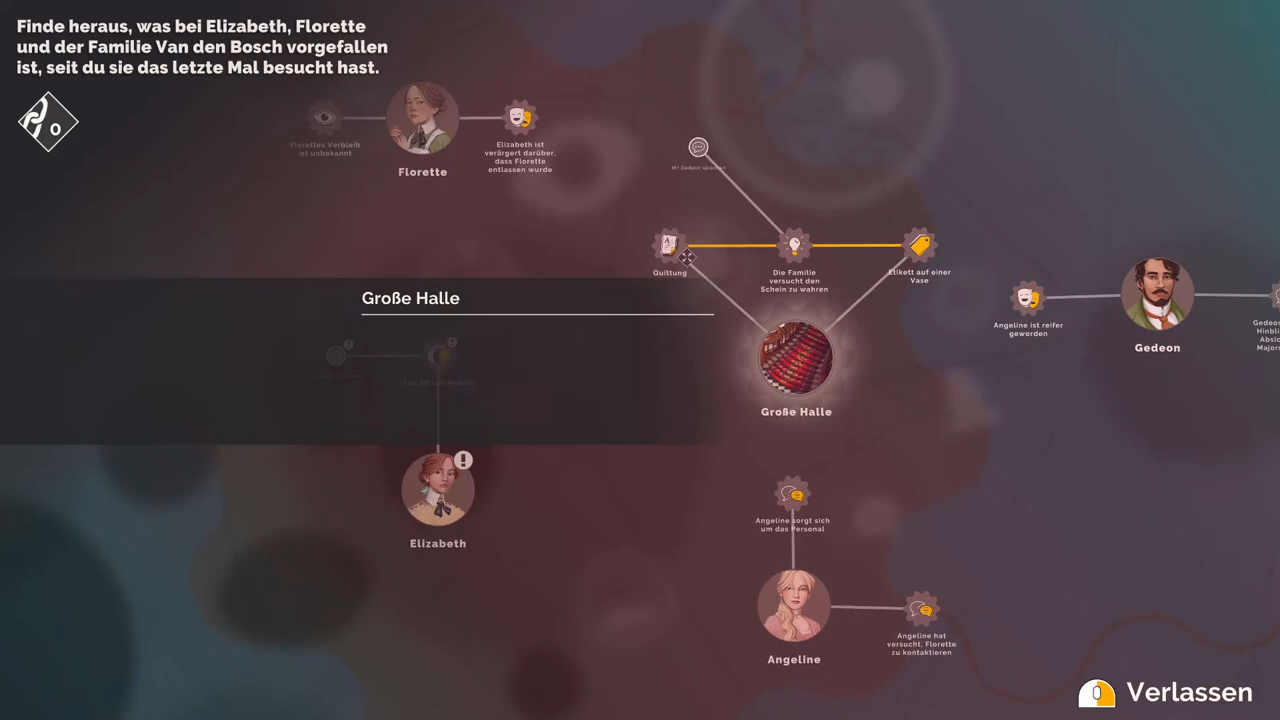 Finde heraus, was bei Elizabeth, Florette
und der Familie Van den Bosch vorgefallen
ist, seit du sie das letzte Mal besucht hast.
0
Florettes Verbleib
ist unbekannt
Florette
Elizabeth ist
verärgert darüber,
dass Florette
entlassen wurde
Mit Gedeon sprechen
Quittung
Die Familie
versucht den
Schein zu wahren
Etikett auf einer
Vase
Große Halle
Große Halle
Angeline ist reifer
geworden
Gedeon
Elizabeth
Angeline sorgt sich
um das Personal
Angeline
Angeline hat
versucht, Florette
zu kontaktieren
Verlassen